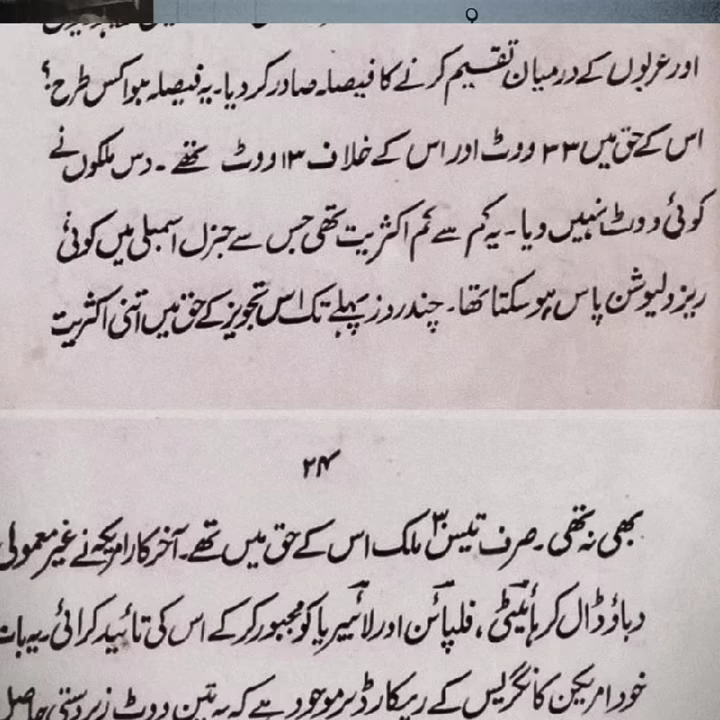 اور عربوں کے درمیان تقسیم کرنے کا فیصلہ صادر کر دیا۔ یہ فیصلہ ہوا کس طرح؟
اس کے حق میں ۳۳ ووٹ اور اس کے خلاف ۱۳ ووٹ تھے۔ دس ملکوں نے
کوئی ووٹ نہیں دیا۔ یہ کم سے کم اکثریت تھی جس سے جنرل اسمبلی میں کوئی
ریزولیوشن پاس ہو سکتا تھا۔ چند روز پہلے تک اس تجویز کے حق میں اتنی اکثریت
۲۴
بھی نہ تھی۔ صرف تیس ۳۰ ملک اس کے حق میں تھے۔ آخر کار امریکہ نے غیر معمولی
دباؤ ڈال کر ہائیٹی، فلپائن اور لائبیریا کو مجبور کر کے اس کی تائید کرائی۔ یہ بات
خود امریکن کانگریس کے ریکارڈ پر موجود ہے کہ یہ تین ووٹ زبردستی حاصل